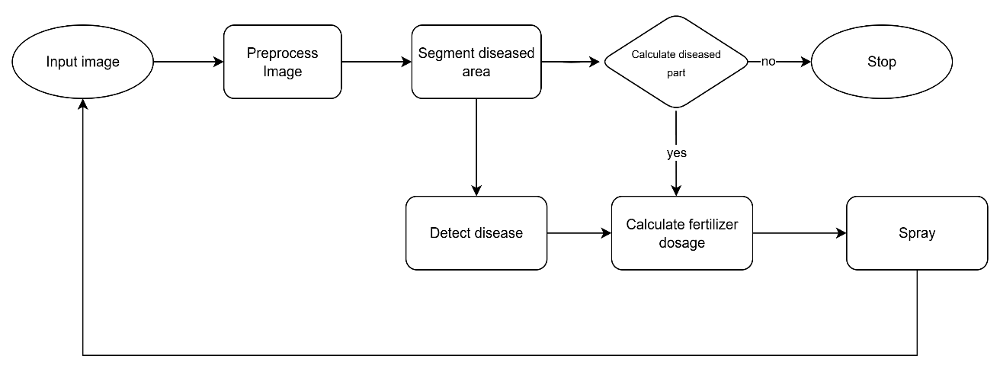 Input image
Preprocess
Image
Segment diseased
area
Calculate diseased
part
no
Stop
yes
Detect disease
Calculate fertilizer
dosage
Spray